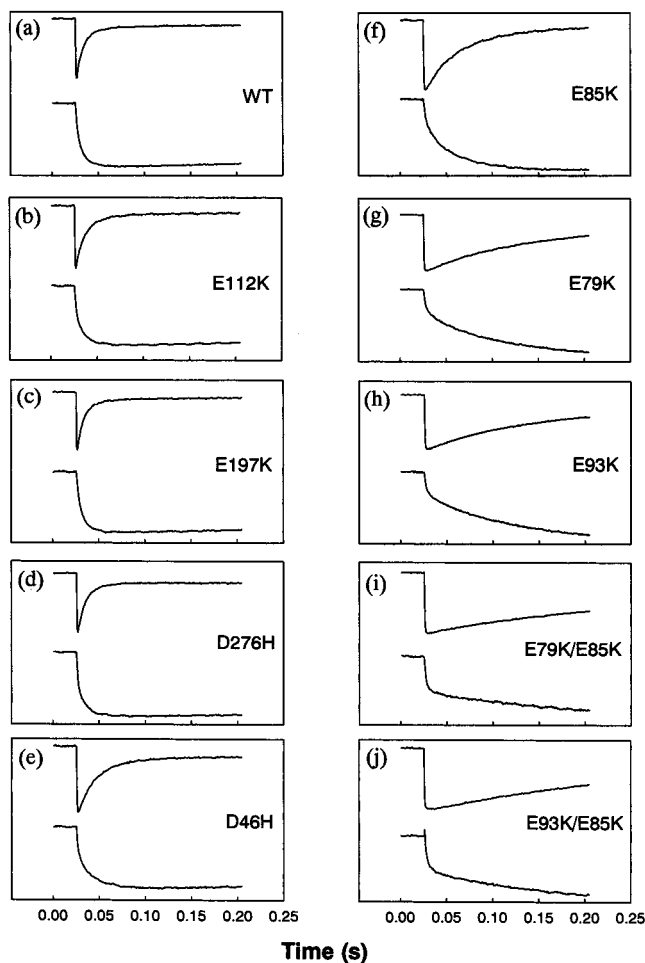 (a)
WT
(b)
E112K
(c)
E197K
(d)
D276H
(e)
D46H
0.00 0.05 0.10 0.15 0.20 0.25
(f)
E85K
(g)
E79K
(h)
E93K
(i)
E79K/E85K
(j)
E93K/E85K
0.00 0.05 0.10 0.15 0.20 0.25
Time (s)